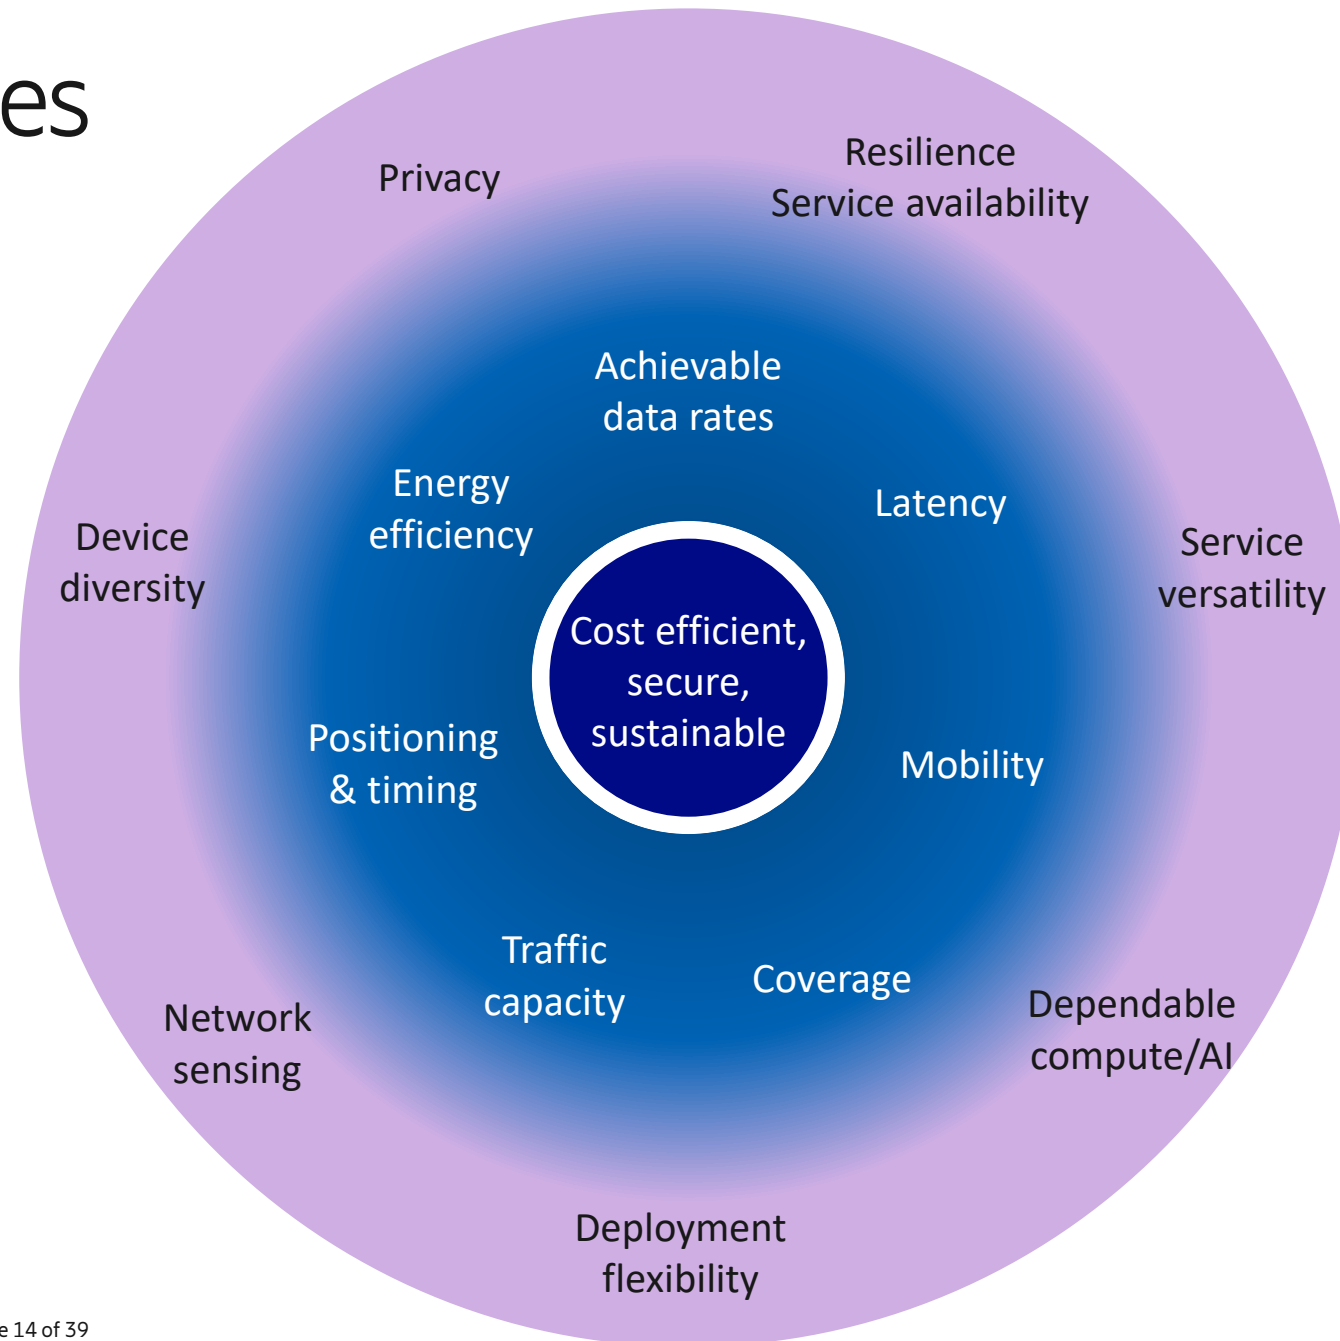 es
Privacy
Resilience
Service availability
Achievable
data rates
Energy
efficiency
Latency
Device
diversity
Service
versatility
Cost efficient,
secure,
sustainable
Positioning
& timing
Mobility
Traffic
capacity
Coverage
Network
sensing
Dependable
compute/AI
Deployment
flexibility
e 14 of 39